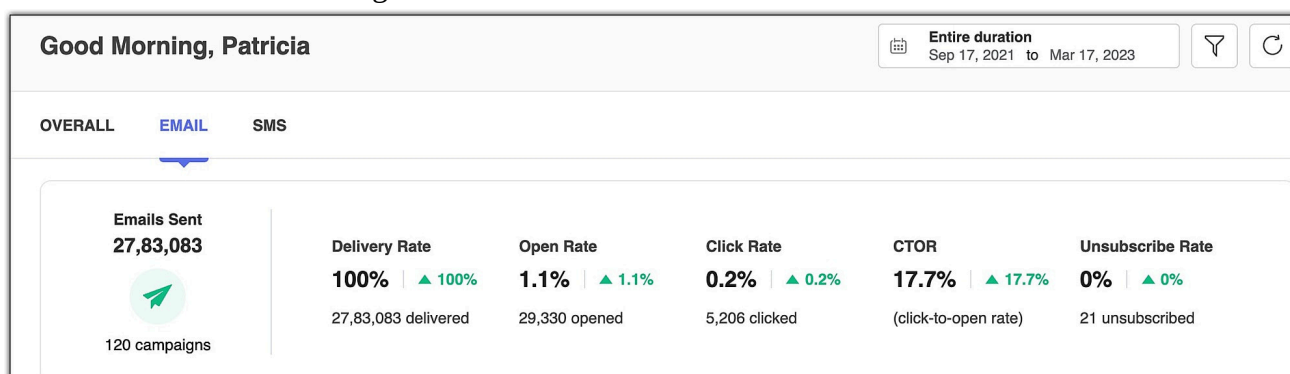 Good Morning, Patricia
Entire duration
Sep 17, 2021 to Mar 17, 2023
OVERALL EMAIL SMS
Emails Sent
27,83,083
120 campaigns
Delivery Rate
100% ▲ 100%
27,83,083 delivered
Open Rate
1.1% ▲ 1.1%
29,330 opened
Click Rate
0.2% ▲ 0.2%
5,206 clicked
CTOR
17.7% ▲ 17.7%
(click-to-open rate)
Unsubscribe Rate
0% ▲ 0%
21 unsubscribed